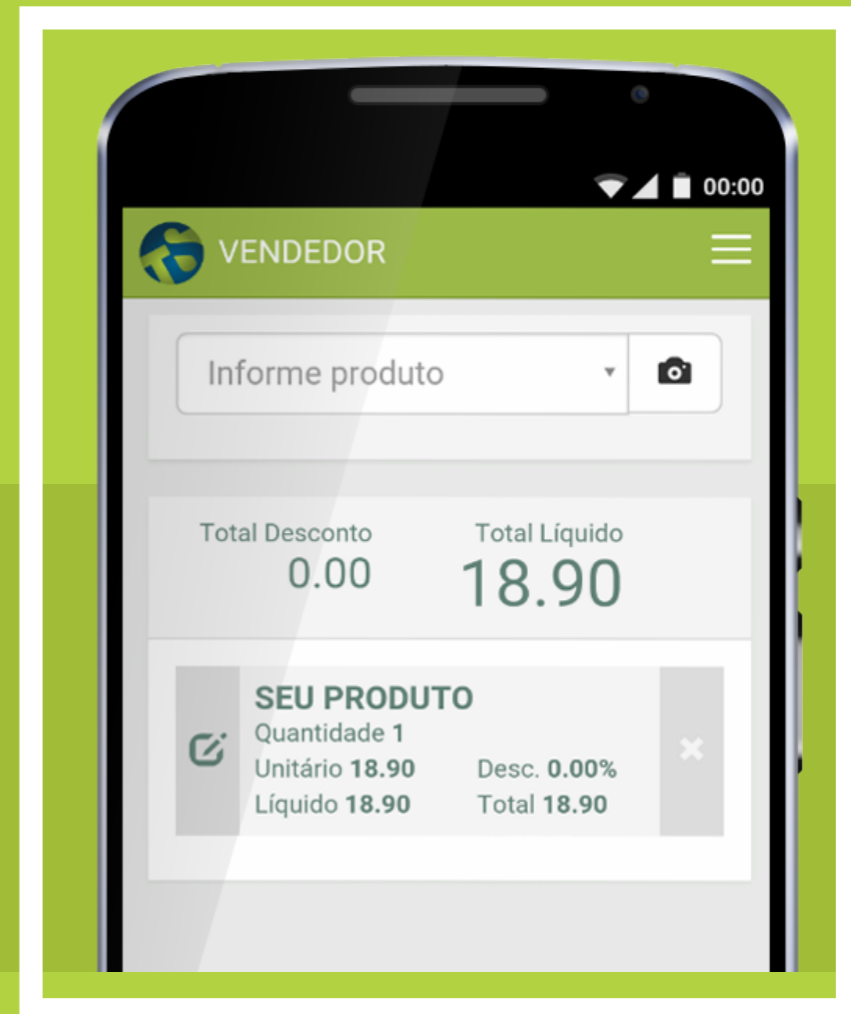 00:00
VENDEDOR
Informe produto
Total Desconto Total Líquido
0.00 18.90
SEU PRODUTO
Quantidade 1
Unitário 18.90 Desc. 0.00%
Líquido 18.90 Total 18.90